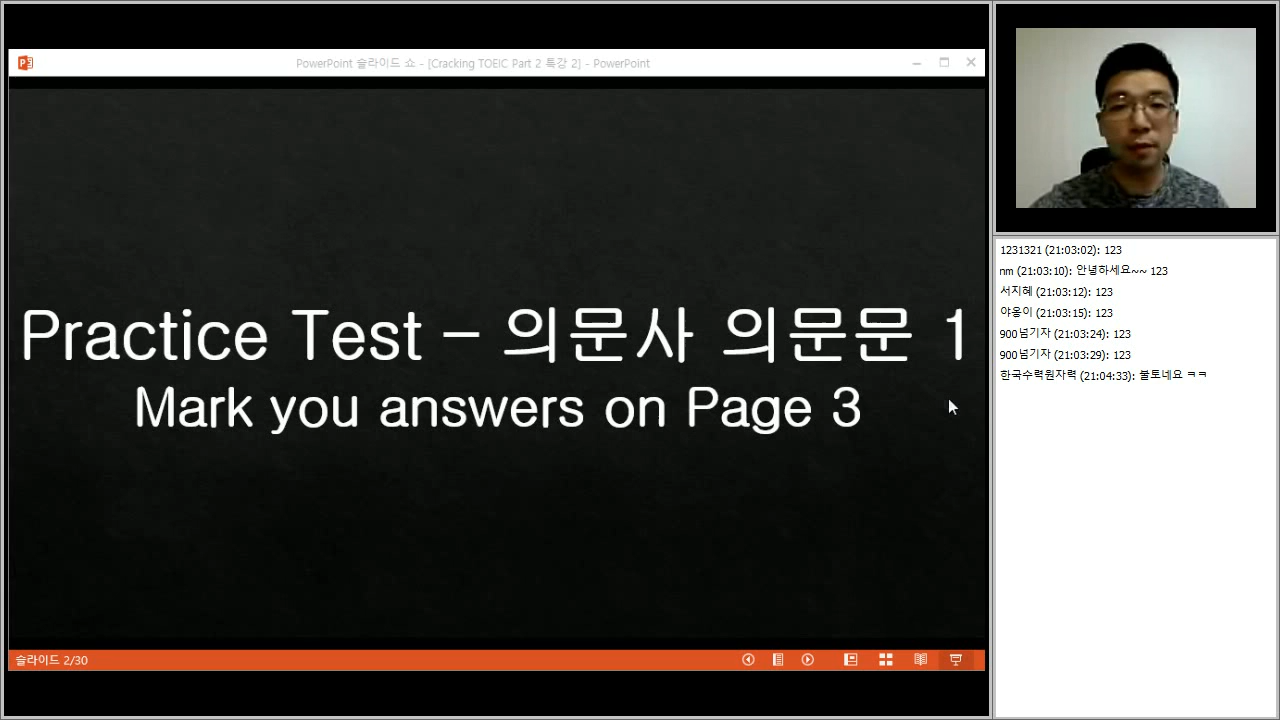 PowerPoint 슬라이드 쇼 - [Cracking TOEIC Part 2 특강 2] - PowerPoint
Practice Test – 의문사 의문문 1
Mark you answers on Page 3
슬라이드 2/30
1231321 (21:03:02): 123
nm (21:03:10): 안녕하세요~~ 123
서지혜 (21:03:12): 123
야옹이 (21:03:15): 123
900넘기자 (21:03:24): 123
900넘기자 (21:03:29): 123
한국수력원자력 (21:04:33): 불토네요 ㅋㅋ